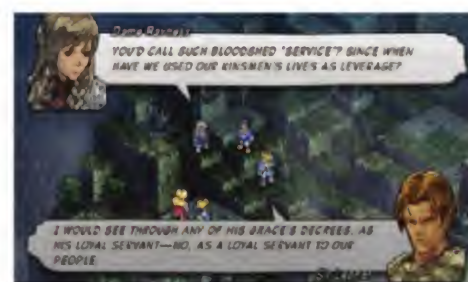 Dame Ravness
YOU'D CALL SUCH BLOODSHED "SERVICE"? SINCE WHEN
HAVE WE USED OUR KINSMEN'S LIVES AS LEVERAGE?
I WOULD SEE THROUGH ANY OF HIS GRACE'S DECREES, AS
HIS LOYAL SERVANT—NO, AS A LOYAL SERVANT TO OUR
PEOPLE.